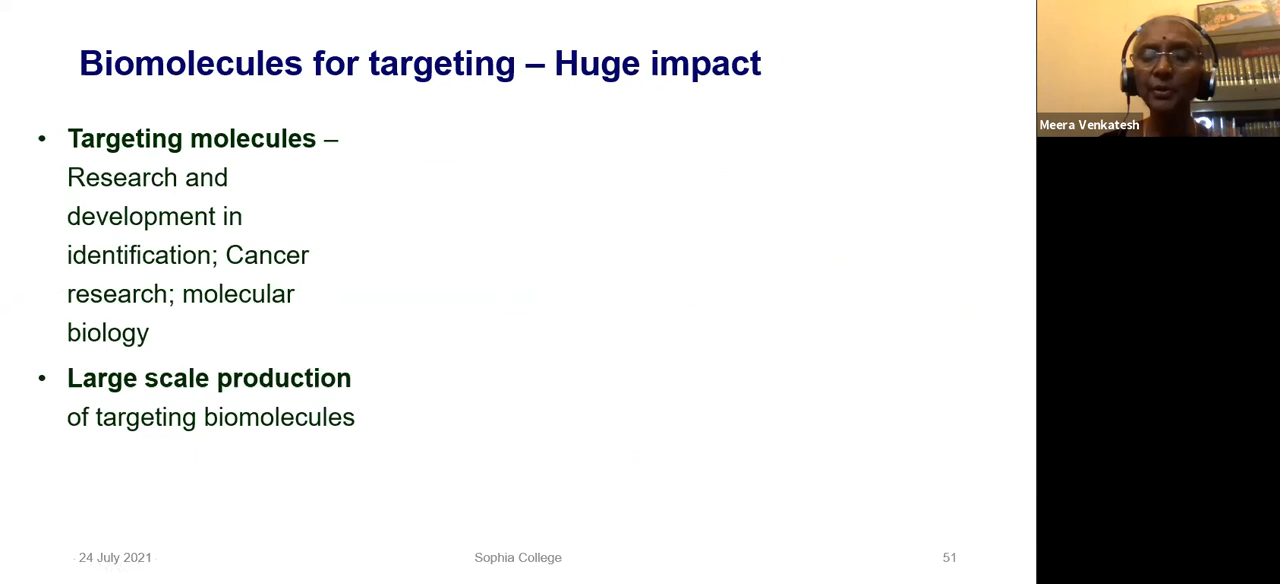 Biomolecules for targeting – Huge impact
• Targeting molecules –
Research and
development in
identification; Cancer
research; molecular
biology
• Large scale production
of targeting biomolecules
24 July 2021
Sophia College
51
Meera Venkatesh